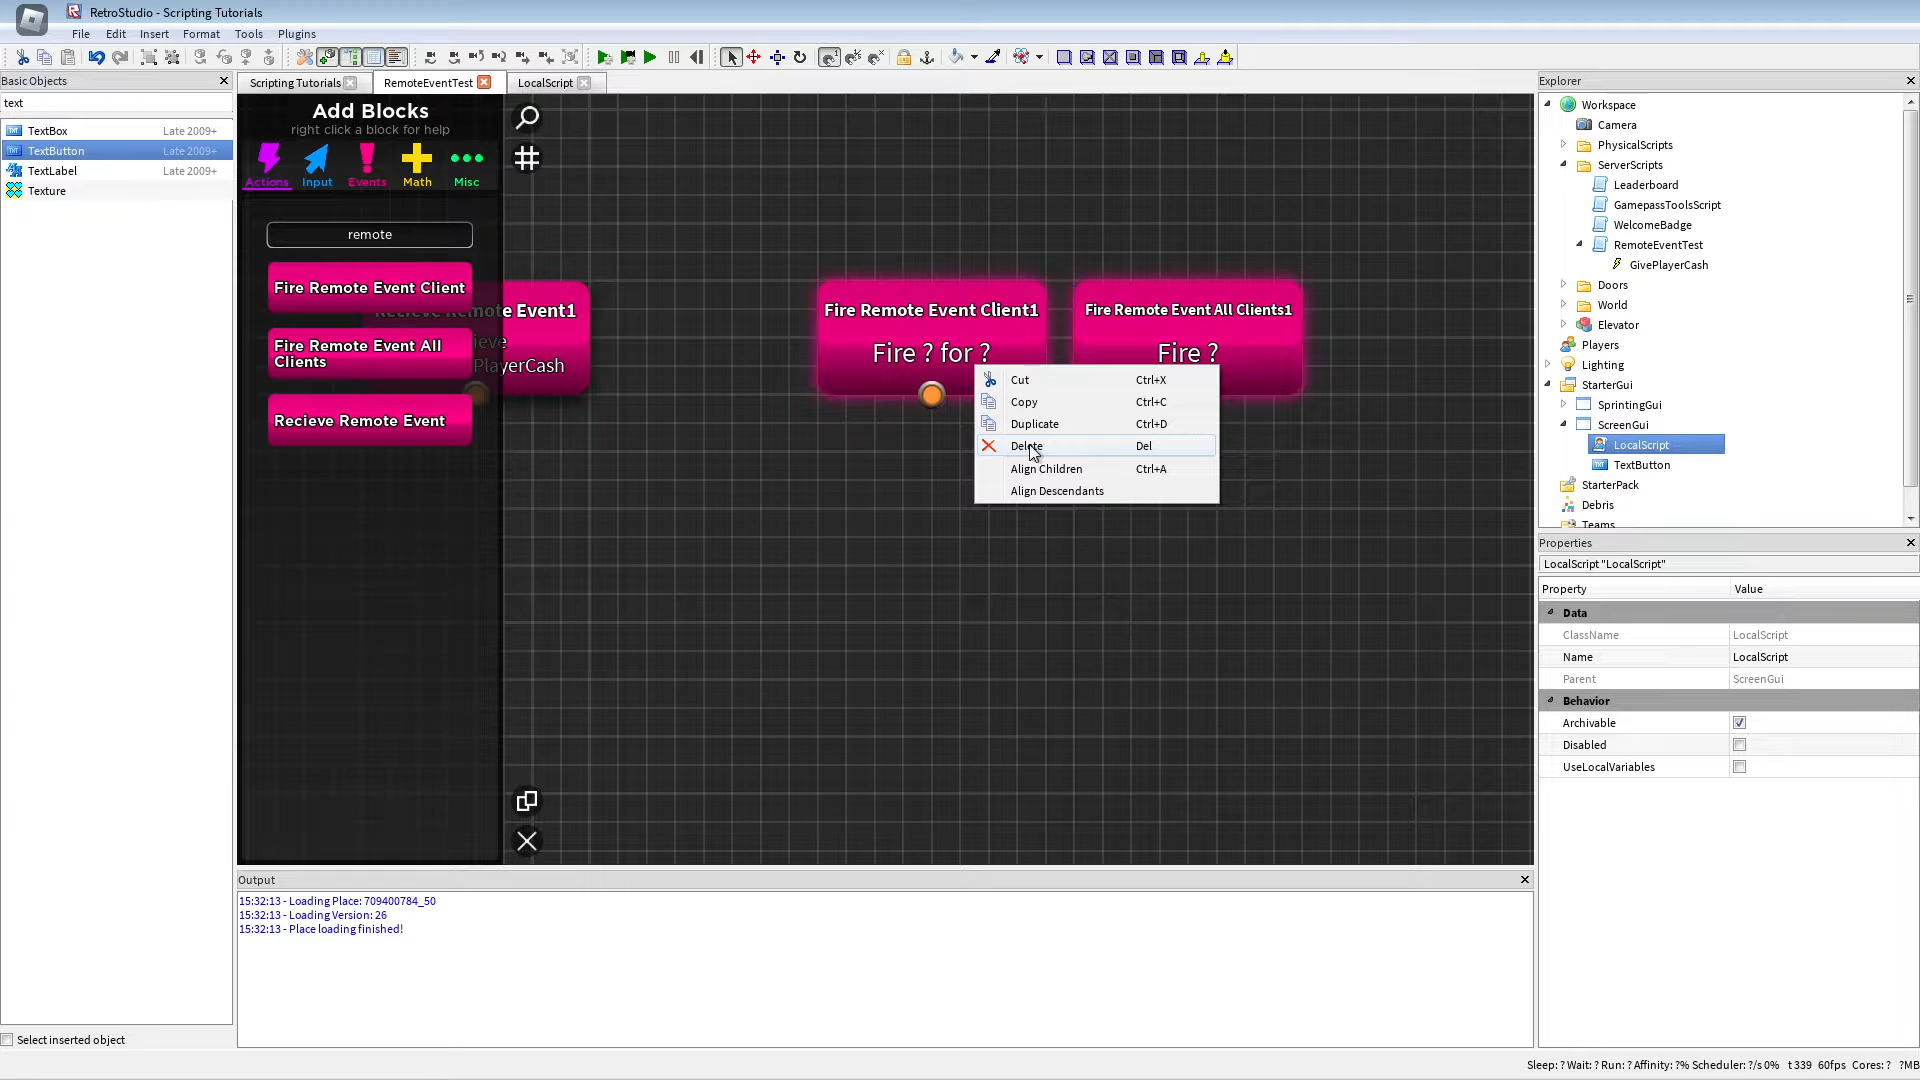 RetroStudio - Scripting Tutorials
File Edit Insert Format Tools Plugins
Basic Objects
text
TextBox Late 2009+
TextButton Late 2009+
TextLabel Late 2009+
Texture
Select inserted object
Scripting Tutorials
RemoteEventTest
LocalScript
Add Blocks
right click a block for help
Actions Input Events Math Misc
remote
Fire Remote Event Client
Fire Remote Event All
Clients
Recieve Remote Event
Recieve Remote Event1
ieve
PlayerCash
Fire Remote Event Client1
Fire ? for ?
Fire Remote Event All Clients1
Fire ?
Cut Ctrl+X
Copy Ctrl+C
Duplicate Ctrl+D
Delete Del
Align Children Ctrl+A
Align Descendants
Output
15:32:13 - Loading Place: 709400784_50
15:32:13 - Loading Version: 26
15:32:13 - Place loading finished!
Explorer
Workspace
Camera
PhysicalScripts
ServerScripts
Leaderboard
GamepassToolsScript
WelcomeBadge
RemoteEventTest
GivePlayerCash
Doors
World
Elevator
Players
Lighting
StarterGui
SprintingGui
ScreenGui
LocalScript
TextButton
StarterPack
Debris
Teams
Properties
LocalScript "LocalScript"
Property Value
Data
ClassName LocalScript
Name LocalScript
Parent ScreenGui
Behavior
Archivable
Disabled
UseLocalVariables
Sleep: ? Wait: ? Run: ? Affinity: ?% Scheduler: ?/s 0% t 339 60fps Cores: ? ?MB